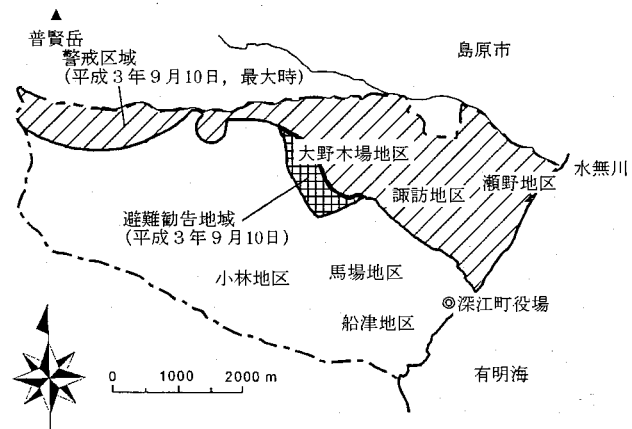 普賢岳
島原市
警戒区域
(平成3年9月10日，最大時)
大野木場地区
水無川
瀬野地区
諏訪地区
避難勧告地域
(平成3年9月10日)
小林地区
馬場地区
深江町役場
船津地区
有明海
0 1000 2000 m